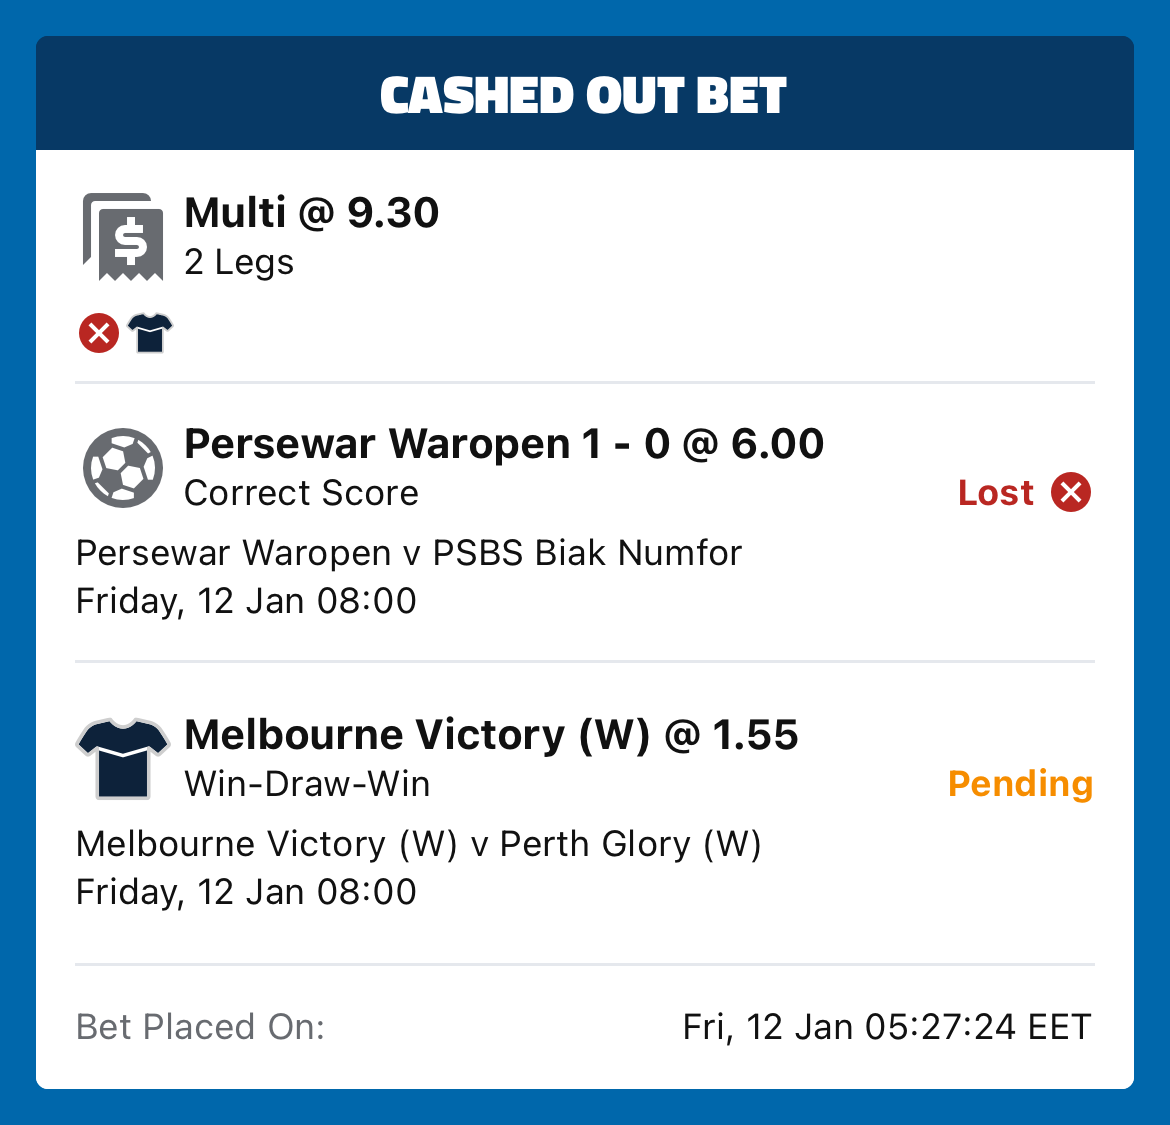 CASHED OUT BET
Multi @ 9.30
2 Legs
Persewar Waropen 1 - 0 @ 6.00
Correct Score
Lost
Persewar Waropen v PSBS Biak Numfor
Friday, 12 Jan 08:00
Melbourne Victory (W) @ 1.55
Win-Draw-Win
Pending
Melbourne Victory (W) v Perth Glory (W)
Friday, 12 Jan 08:00
Bet Placed On: Fri, 12 Jan 05:27:24 EET